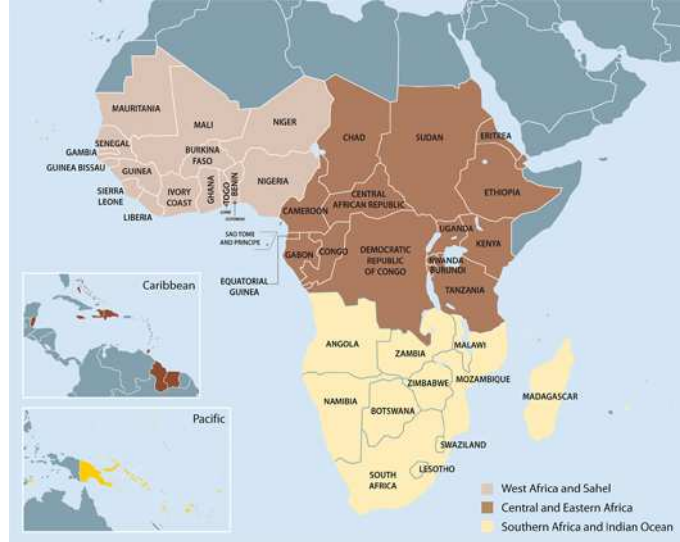 MAURITANIA
MALI
NIGER
CHAD
SUDAN
ERITREA
SENEGAL
GAMBIA
GUINEA BISSAU
GUINEA
BURKINA
FASO
SIERRA
LEONE
LIBERIA
IVORY
COAST
GHANA
TOGO
BENIN
NIGERIA
ETHIOPIA
CAMEROON
CENTRAL
AFRICAN REPUBLIC
SAO TOME
AND PRINCIPE
EQUATORIAL
GUINEA
GABON
CONGO
DEMOCRATIC
REPUBLIC
OF CONGO
UGANDA
KENYA
RWANDA
BURUNDI
TANZANIA
Caribbean
ANGOLA
ZAMBIA
MALAWI
MOZAMBIQUE
ZIMBABWE
MADAGASCAR
NAMIBIA
BOTSWANA
SWAZILAND
LESOTHO
SOUTH
AFRICA
Pacific
West Africa and Sahel
Central and Eastern Africa
Southern Africa and Indian Ocean